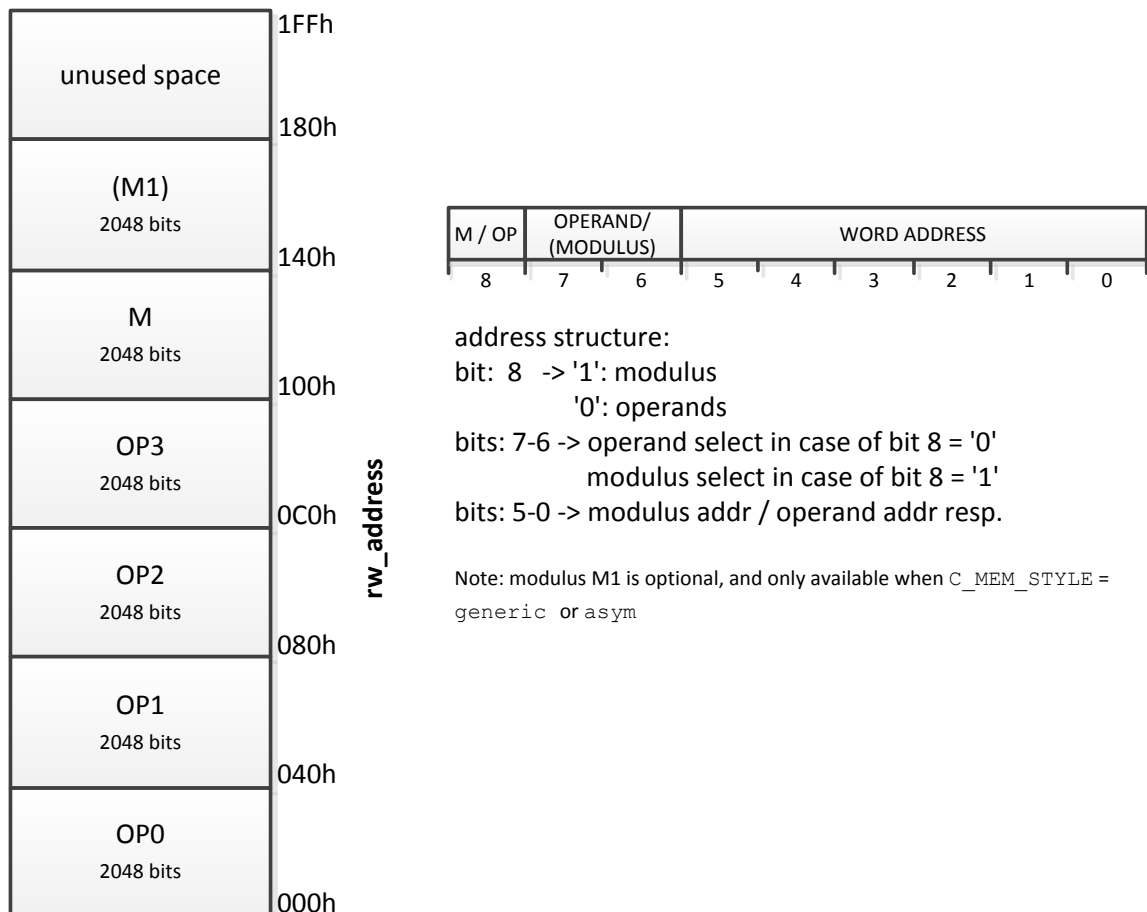 1FFh
unused space
180h
(M1)
2048 bits
140h
M
2048 bits
100h
OP3
2048 bits
0C0h
OP2
2048 bits
080h
OP1
2048 bits
040h
OP0
2048 bits
000h
rw_address
M / OP
OPERAND/
(MODULUS)
WORD ADDRESS
8 7 6 5 4 3 2 1 0
address structure:
bit: 8 -> '1': modulus
'0': operands
bits: 7-6 -> operand select in case of bit 8 = '0'
modulus select in case of bit 8 = '1'
bits: 5-0 -> modulus addr / operand addr resp.
Note: modulus M1 is optional, and only available when C_MEM_STYLE =
generic or asym